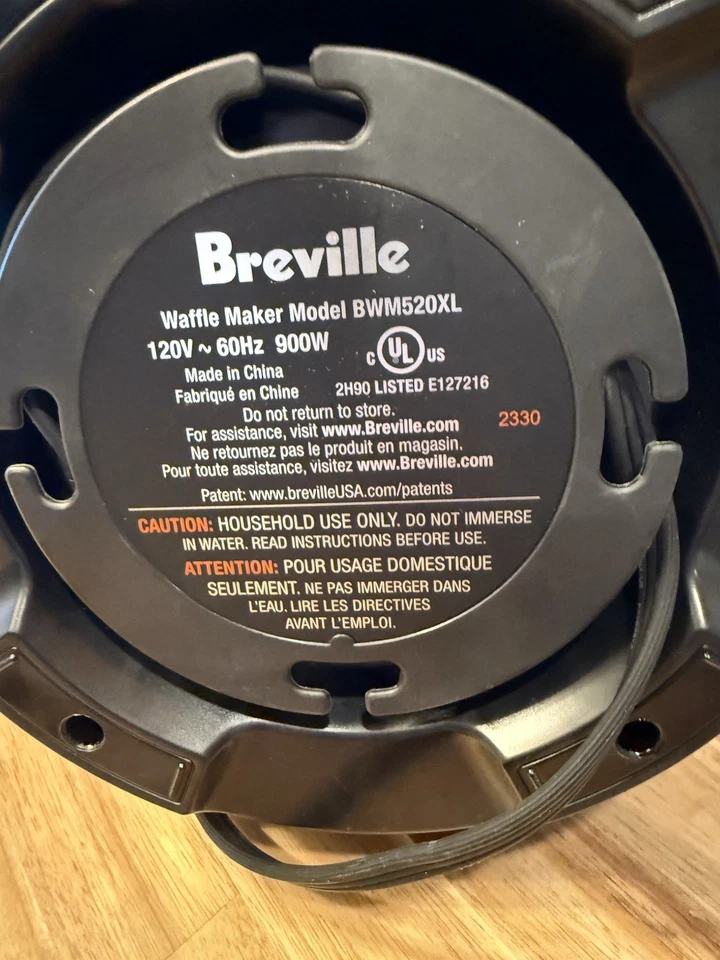 Breville
Waffle Maker Model BWM520XL
120V ~ 60Hz 900W
C UL US
Made in China
Fabriqué en Chine
2H90 LISTED E127216
Do not return to store.
For assistance, visit www.Breville.com
2330
Ne retournez pas le produit en magasin.
Pour toute assistance, visitez www.Breville.com
Patent: www.brevilleUSA.com/patents
CAUTION: HOUSEHOLD USE ONLY. DO NOT IMMERSE
IN WATER. READ INSTRUCTIONS BEFORE USE.
ATTENTION: POUR USAGE DOMESTIQUE
SEULEMENT. NE PAS IMMERGER DANS
L'EAU. LIRE LES DIRECTIVES
AVANT L'EMPLOI.